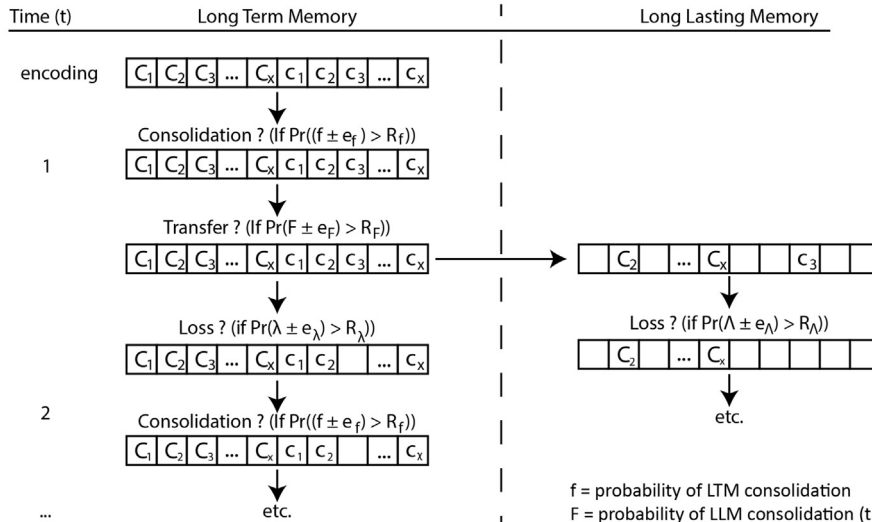 Time (t) Long Term Memory Long Lasting Memory
encoding C1 C2 C3 ... Cx c1 c2 c3 ... cx
Consolidation ? (If Pr((f ± ef) > Rf))
1 C1 C2 C3 ... Cx c1 c2 c3 ... cx
Transfer ? (If Pr(F ± eF) > RF))
C1 C2 C3 ... Cx c1 c2 c3 ... cx C2 ... Cx c3
Loss ? (if Pr(λ ± eλ) > Rλ)) Loss ? (if Pr(Λ ± eΛ) > RΛ))
C1 C2 C3 ... Cx c1 c2 ... cx C2 ... Cx
2 etc.
Consolidation ? (If Pr((f ± ef) > Rf))
C1 C2 C3 ... Cx c1 c2 ... cx
f = probability of LTM consolidation
... etc. F = probability of LLM consolidation (t